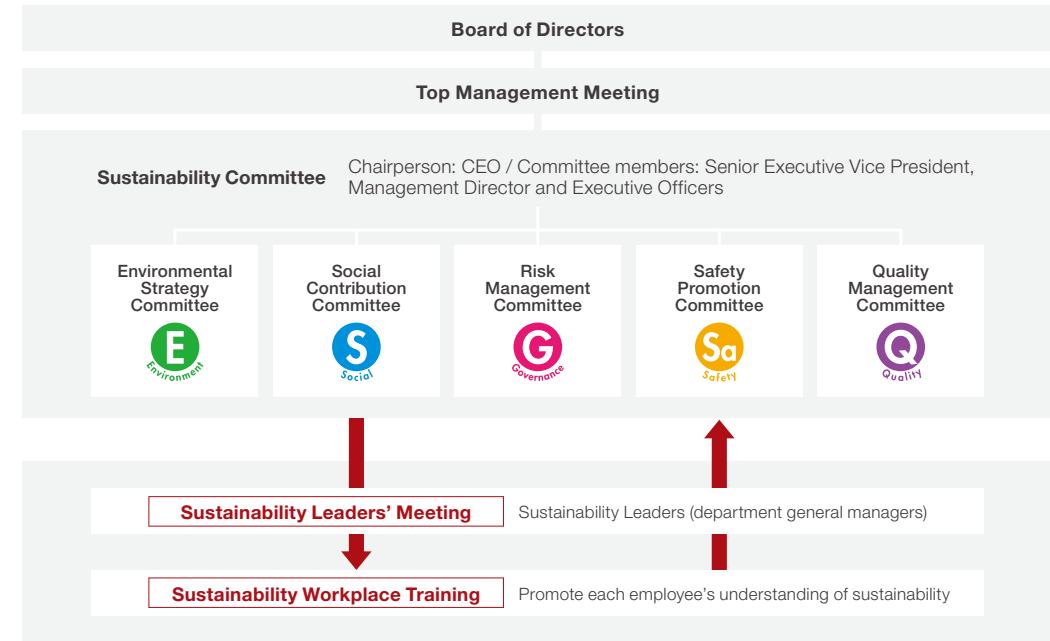 Board of Directors
Top Management Meeting
Sustainability Committee
Chairperson: CEO / Committee members: Senior Executive Vice President,
Management Director and Executive Officers
Environmental
Strategy
Committee
E
Environment
Social
Contribution
Committee
S
Social
Risk
Management
Committee
G
Governance
Safety
Promotion
Committee
Sa
Safety
Quality
Management
Committee
Q
Quality
Sustainability Leaders’ Meeting
Sustainability Leaders (department general managers)
Sustainability Workplace Training
Promote each employee’s understanding of sustainability